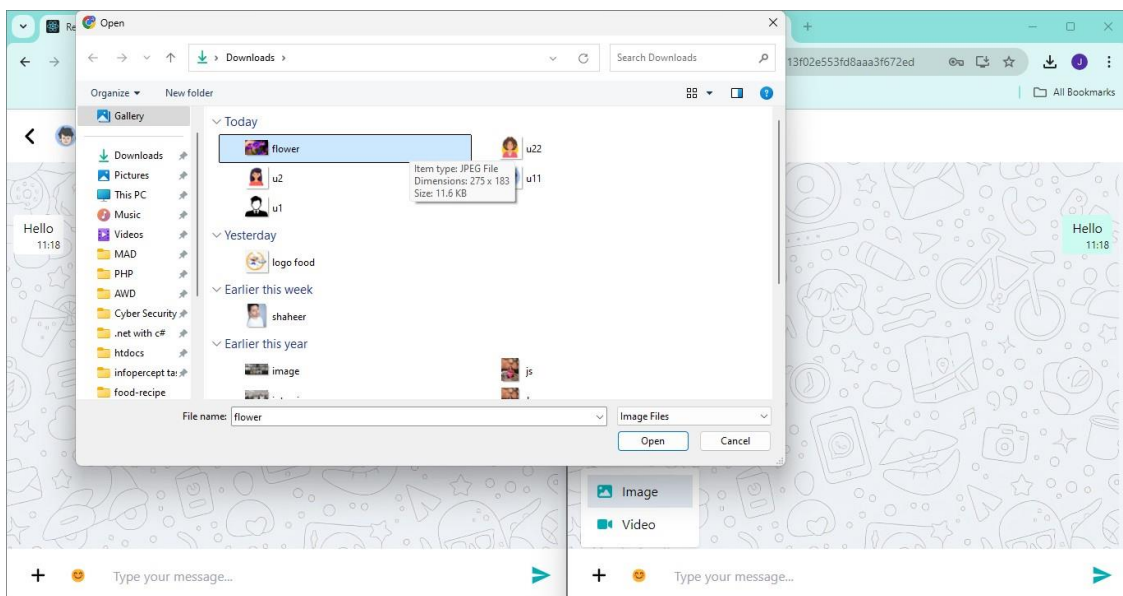 Re
Open
Downloads
Search Downloads
13f02e553fd8aaa3f672ed
J
Organize
New folder
All Bookmarks
Gallery
Downloads
Pictures
This PC
Music
Videos
MAD
PHP
AWD
Cyber Security
.net with c#
htdocs
infopercept ta
food-recipe
Today
flower
u22
u2
u11
u1
Item type: JPEG File
Dimensions: 275 x 183
Size: 11.6 KB
Yesterday
logo food
Earlier this week
shaheer
Earlier this year
image
js
File name:
flower
Image Files
Open
Cancel
Hello
11:18
Hello
11:18
Image
Video
Type your message...
Type your message...